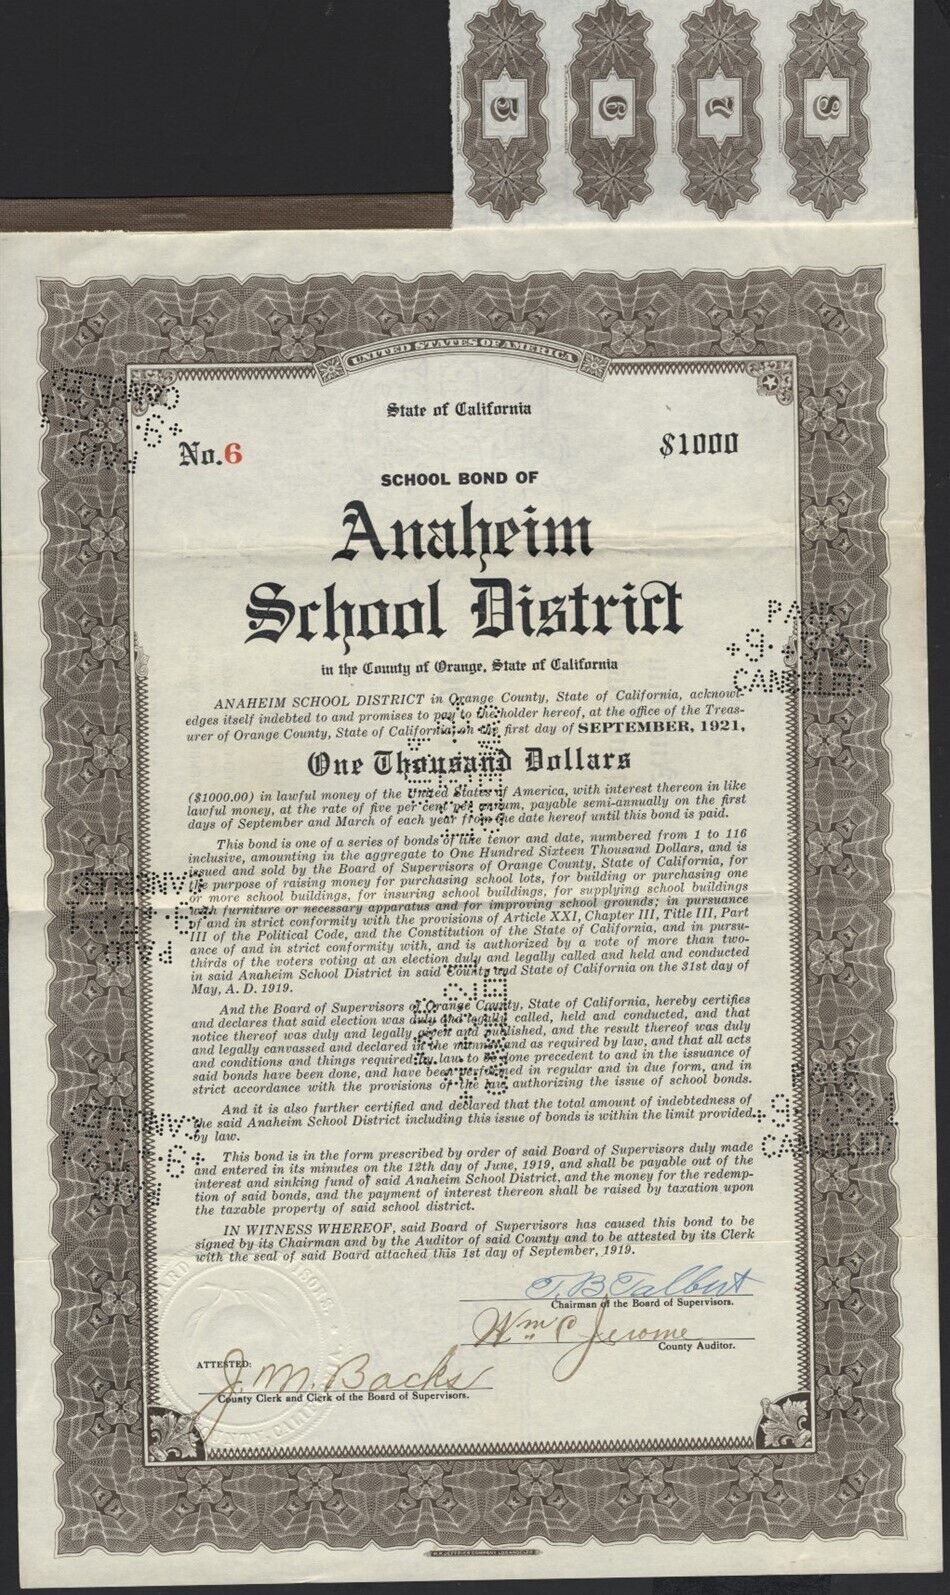 5 6 7 8
UNITED STATES OF AMERICA
State of California
No. 6 $1000
SCHOOL BOND OF
Anaheim
School District
in the County of Orange, State of California
ANAHEIM SCHOOL DISTRICT in Orange County, State of California, acknowl-
edges itself indebted to and promises to pay to the holder hereof, at the office of the Treas-
urer of Orange County, State of California, on the first day of SEPTEMBER, 1921,
One Thousand Dollars
($1000.00) in lawful money of the United States of America, with interest thereon in like
lawful money, at the rate of five per cent per annum, payable semi-annually on the first
days of September and March of each year from the date hereof until this bond is paid.
This bond is one of a series of bonds of like tenor and date, numbered from 1 to 116
inclusive, amounting in the aggregate to One Hundred Sixteen Thousand Dollars, and is
issued and sold by the Board of Supervisors of Orange County, State of California, for
the purpose of raising money for purchasing school lots, for building or purchasing one
or more school buildings, for insuring school buildings, for supplying school buildings
with furniture or necessary apparatus and for improving school grounds; in pursuance
of and in strict conformity with the provisions of Article XXI, Chapter III, Title III, Part
III of the Political Code, and the Constitution of the State of California, and in pursu-
ance of and in strict conformity with, and is authorized by a vote of more than two-
thirds of the voters voting at an election duly and legally called and held and conducted
in said Anaheim School District in said County and State of California on the 31st day of
May, A. D. 1919.
And the Board of Supervisors of Orange County, State of California, hereby certifies
and declares that said election was duly and legally called, held and conducted, and that
notice thereof was duly and legally given and published, and the result thereof was duly
and legally canvassed and declared in the manner and as required by law, and that all acts
and conditions and things required by law to be done precedent to and in the issuance of
said bonds have been done, and have been performed in regular and in due form, and in
strict accordance with the provisions of the law authorizing the issue of school bonds.
And it is also further certified and declared that the total amount of indebtedness of
the said Anaheim School District including this issue of bonds is within the limit provided
by law.
This bond is in the form prescribed by order of said Board of Supervisors duly made
and entered in its minutes on the 12th day of June, 1919, and shall be payable out of the
interest and sinking fund of said Anaheim School District, and the money for the redemp-
tion of said bonds, and the payment of interest thereon shall be raised by taxation upon
the taxable property of said school district.
IN WITNESS WHEREOF, said Board of Supervisors has caused this bond to be
signed by its Chairman and by the Auditor of said County and to be attested by its Clerk
with the seal of said Board attached this 1st day of September, 1919.
T. B. Talbert
Chairman of the Board of Supervisors.
Wm C Jerome
County Auditor.
ATTESTED:
J. M. Backs
County Clerk and Clerk of the Board of Supervisors.
PAID
CANCELED